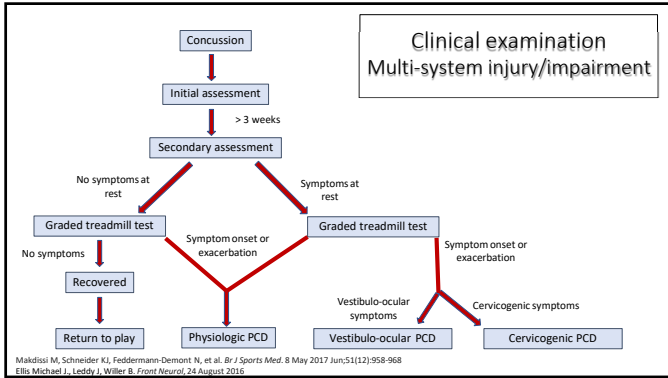 Clinical examination
Multi-system injury/impairment
Concussion
Initial assessment
> 3 weeks
Secondary assessment
No symptoms at
rest
Symptoms at
rest
Graded treadmill test
Graded treadmill test
No symptoms
Symptom onset or
exacerbation
Symptom onset or
exacerbation
Recovered
Vestibulo-ocular
symptoms
Cervicogenic symptoms
Return to play
Physiologic PCD
Vestibulo-ocular PCD
Cervicogenic PCD
Makdissi M, Schneider KJ, Feddermann-Demont N, et al. Br J Sports Med. 8 May 2017 Jun;51(12):958-968
Ellis Michael J., Leddy J, Willer B. Front Neurol, 24 August 2016